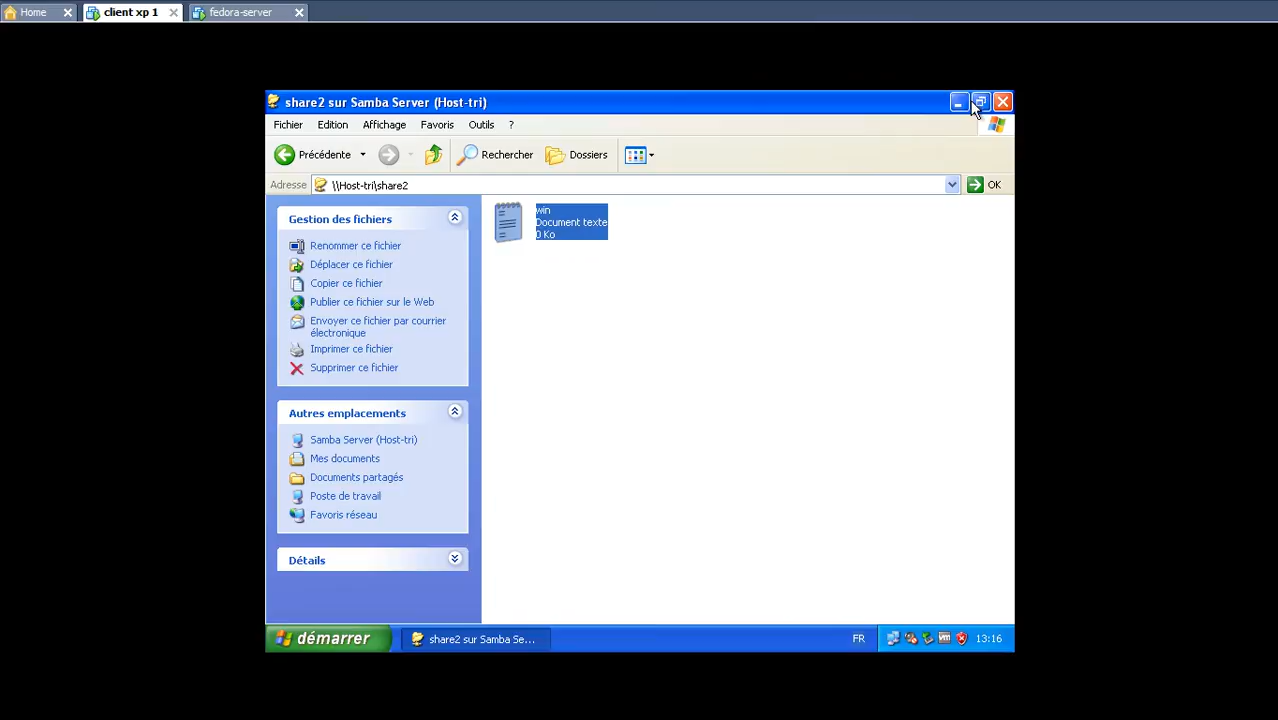 Home client xp 1 fedora-server
share2 sur Samba Server (Host-tri)
Fichier Edition Affichage Favoris Outils ?
Précédente Rechercher Dossiers
Adresse \\Host-tri\share2 OK
Gestion des fichiers
Renommer ce fichier
Déplacer ce fichier
Copier ce fichier
Publier ce fichier sur le Web
Envoyer ce fichier par courrier
électronique
Imprimer ce fichier
Supprimer ce fichier
Autres emplacements
Samba Server (Host-tri)
Mes documents
Documents partagés
Poste de travail
Favoris réseau
Détails
win
Document texte
0 Ko
démarrer share2 sur Samba Se... FR 13:16